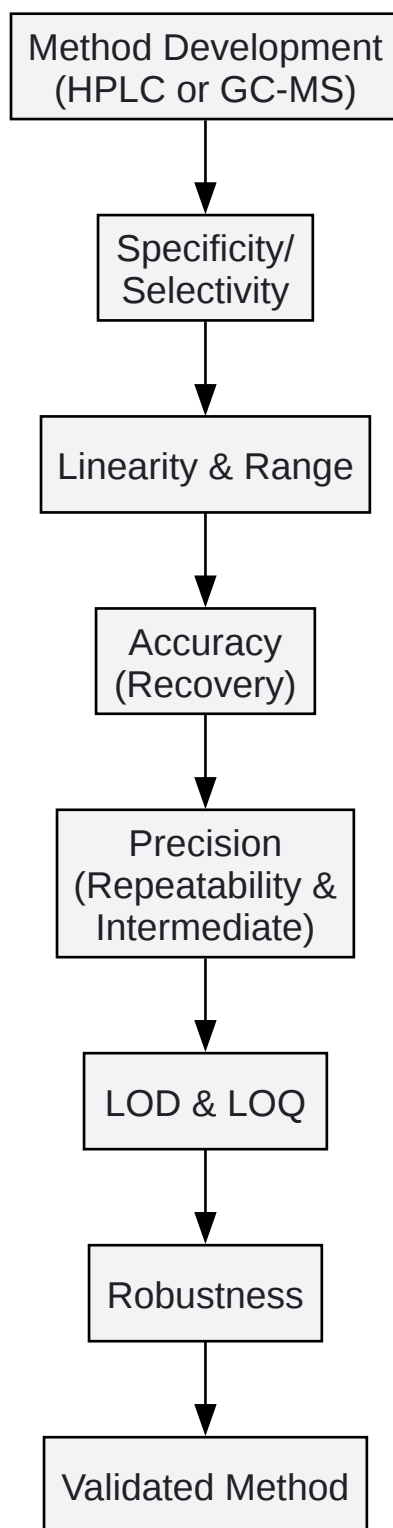 Method Development
(HPLC or GC-MS)
Specificity/
Selectivity
Linearity & Range
Accuracy
(Recovery)
Precision
(Repeatability &
Intermediate)
LOD & LOQ
Robustness
Validated Method